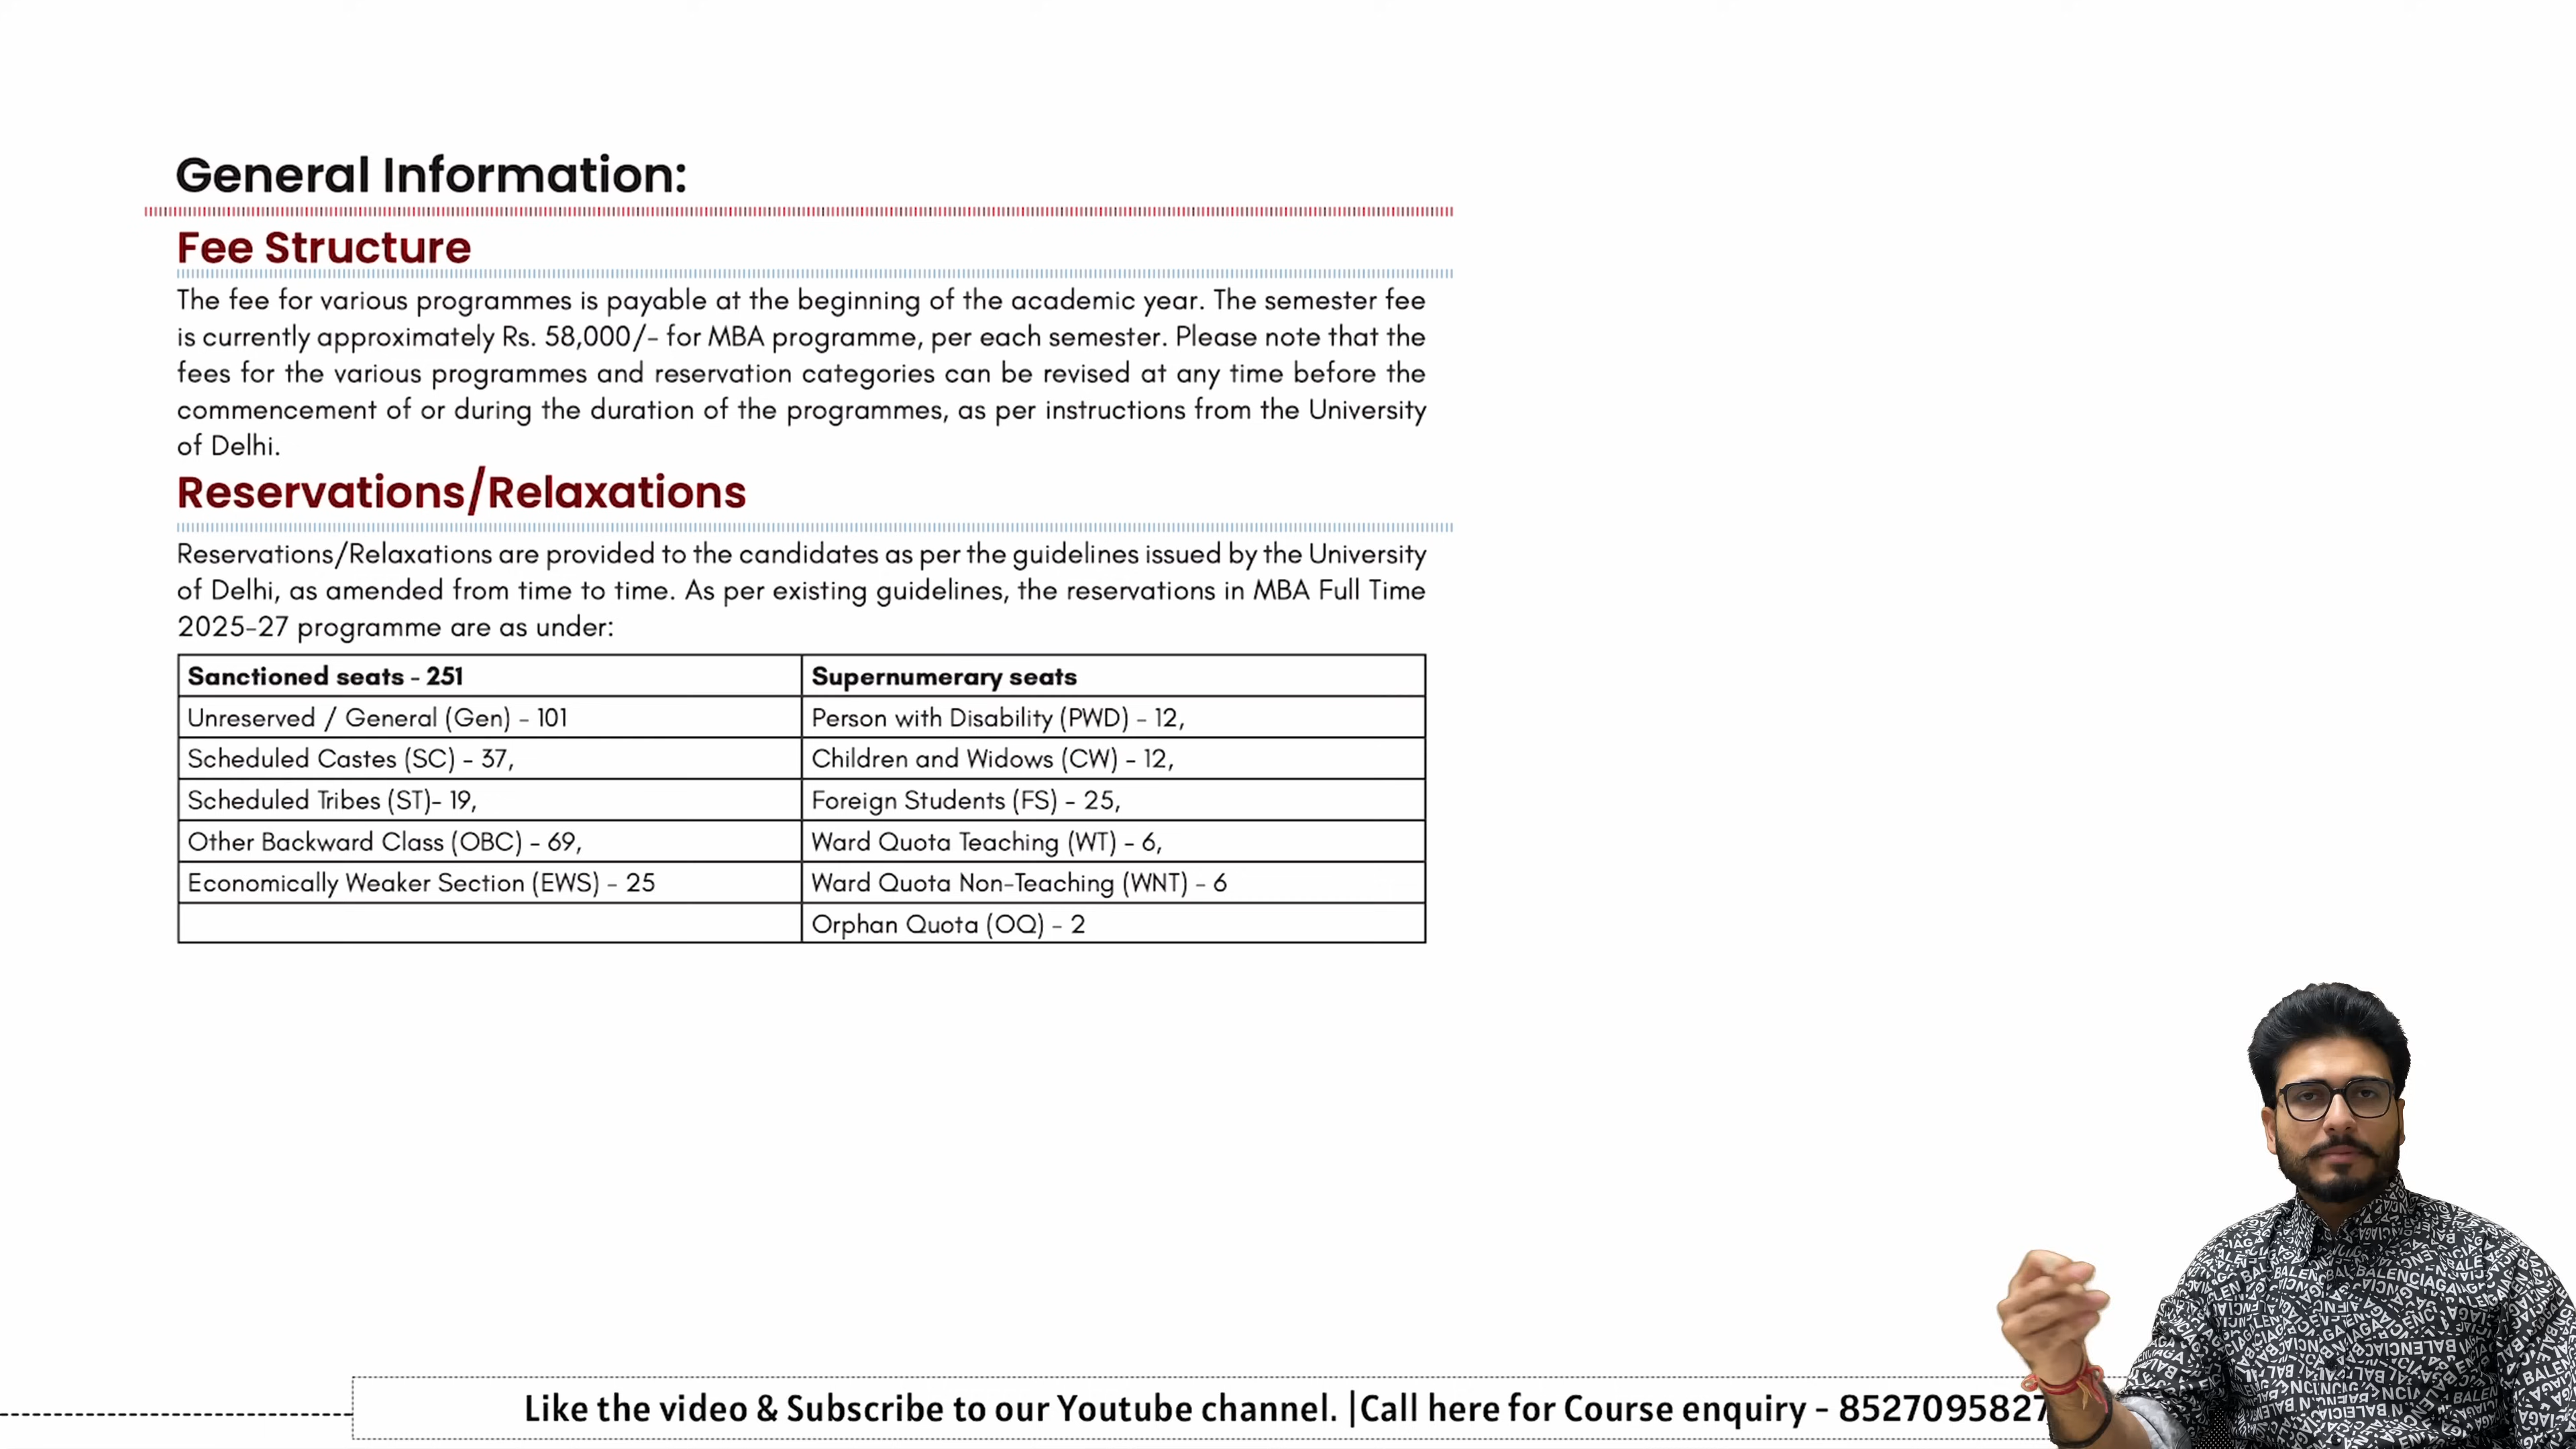 General Information:
Fee Structure
The fee for various programmes is payable at the beginning of the academic year. The semester fee
is currently approximately Rs. 58,000/- for MBA programme, per each semester. Please note that the
fees for the various programmes and reservation categories can be revised at any time before the
commencement of or during the duration of the programmes, as per instructions from the University
of Delhi.
Reservations/Relaxations
Reservations/Relaxations are provided to the candidates as per the guidelines issued by the University
of Delhi, as amended from time to time. As per existing guidelines, the reservations in MBA Full Time
2025-27 programme are as under:
Sanctioned seats - 251 Supernumerary seats
Unreserved / General (Gen) - 101 Person with Disability (PWD) - 12,
Scheduled Castes (SC) - 37, Children and Widows (CW) - 12,
Scheduled Tribes (ST)- 19, Foreign Students (FS) - 25,
Other Backward Class (OBC) - 69, Ward Quota Teaching (WT) - 6,
Economically Weaker Section (EWS) - 25 Ward Quota Non-Teaching (WNT) - 6
Orphan Quota (OQ) - 2
BALENCIAGA
Like the video & Subscribe to our Youtube channel. |Call here for Course enquiry - 8527095827